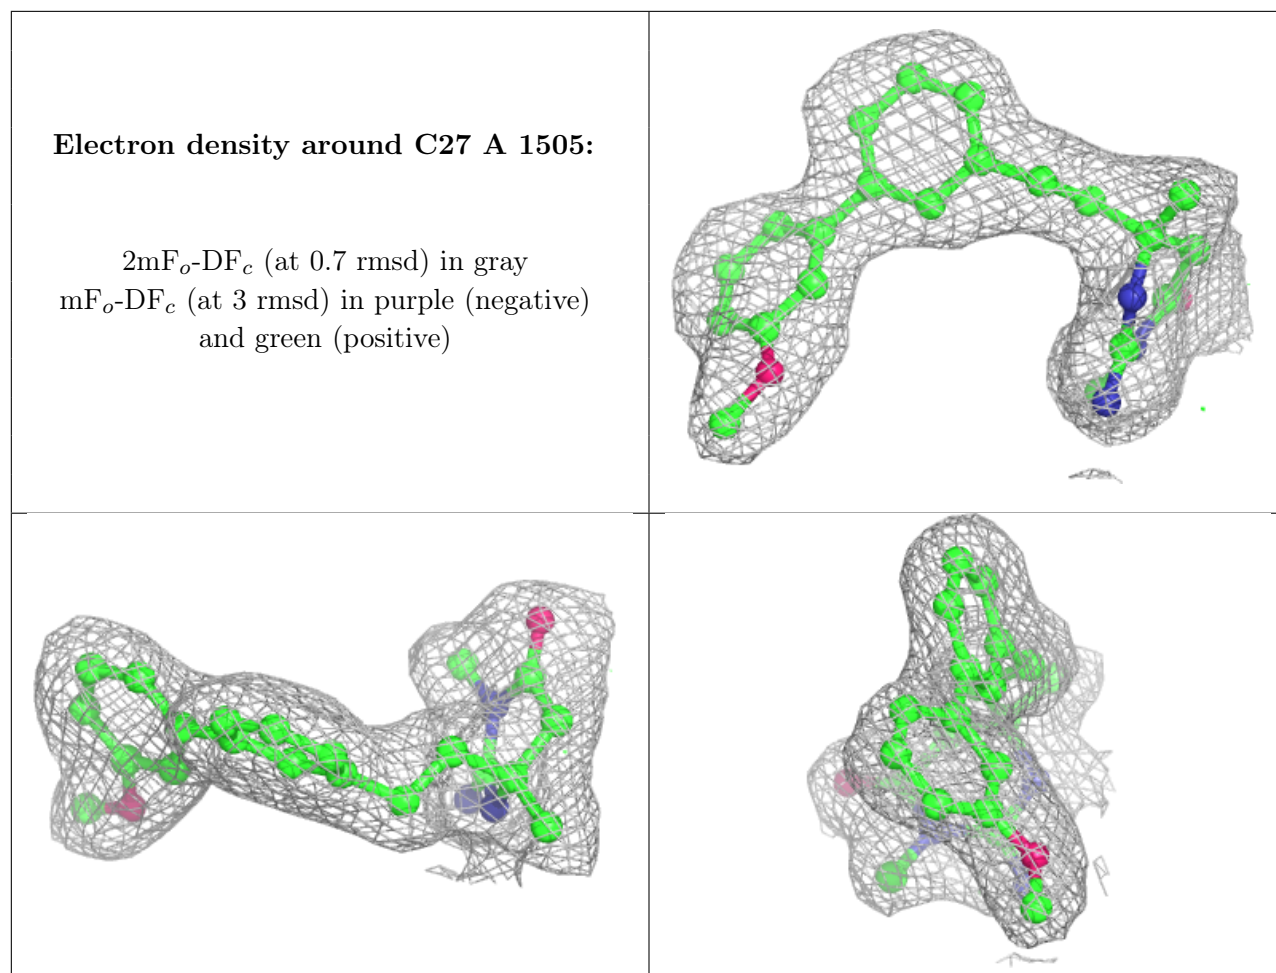 Electron density around C27 A 1505:
2mFo-DFc (at 0.7 rmsd) in gray
mFo-DFc (at 3 rmsd) in purple (negative)
and green (positive)